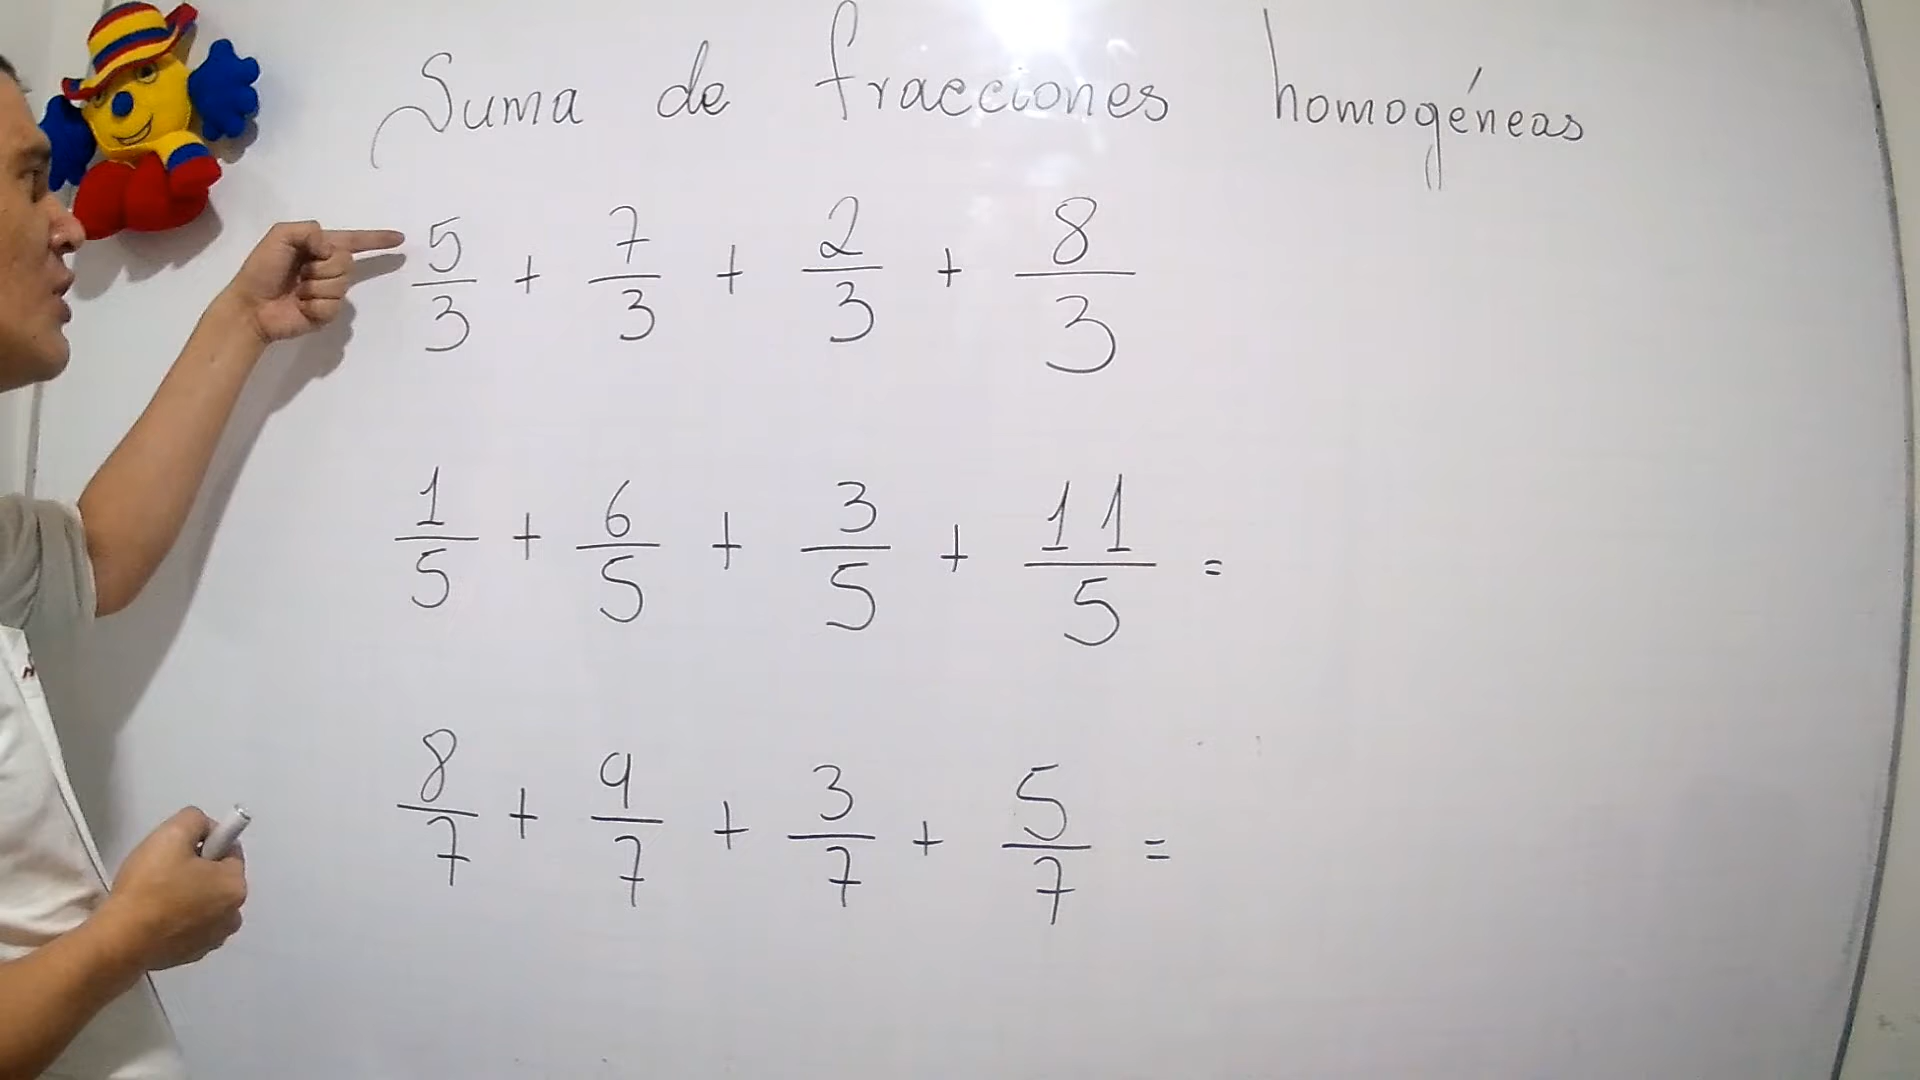 Suma de fracciones homogéneas
5/3 + 7/3 + 2/3 + 8/3
1/5 + 6/5 + 3/5 + 11/5 =
8/7 + 9/7 + 3/7 + 5/7 =